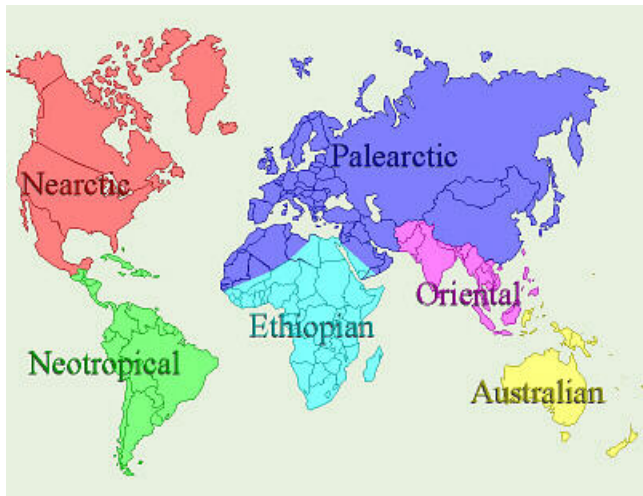 Palearctic
Nearctic
Oriental
Ethiopian
Neotropical
Australian